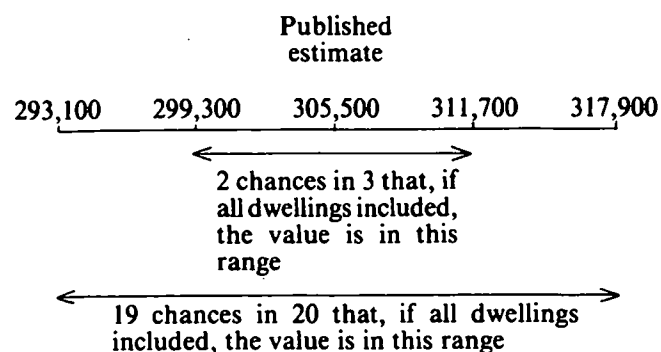 Published
estimate
293,100 299,300 305,500 311,700 317,900
2 chances in 3 that, if
all dwellings included,
the value is in this
range
19 chances in 20 that, if all dwellings
included, the value is in this range